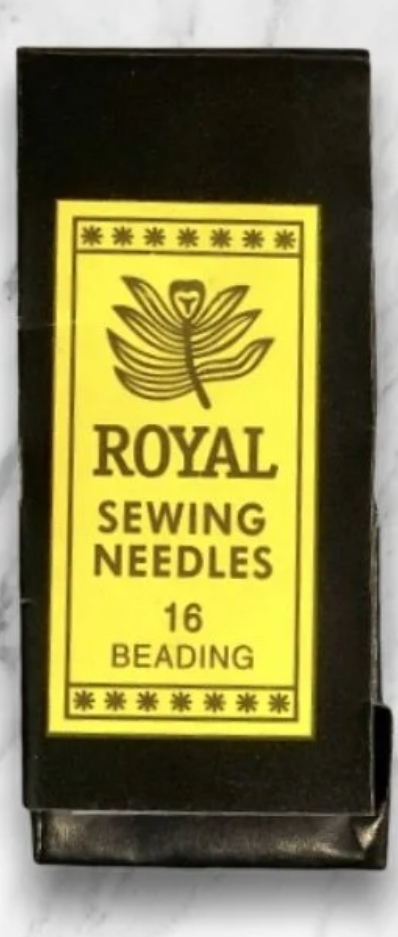 ROYAL
SEWING
NEEDLES
16
BEADING